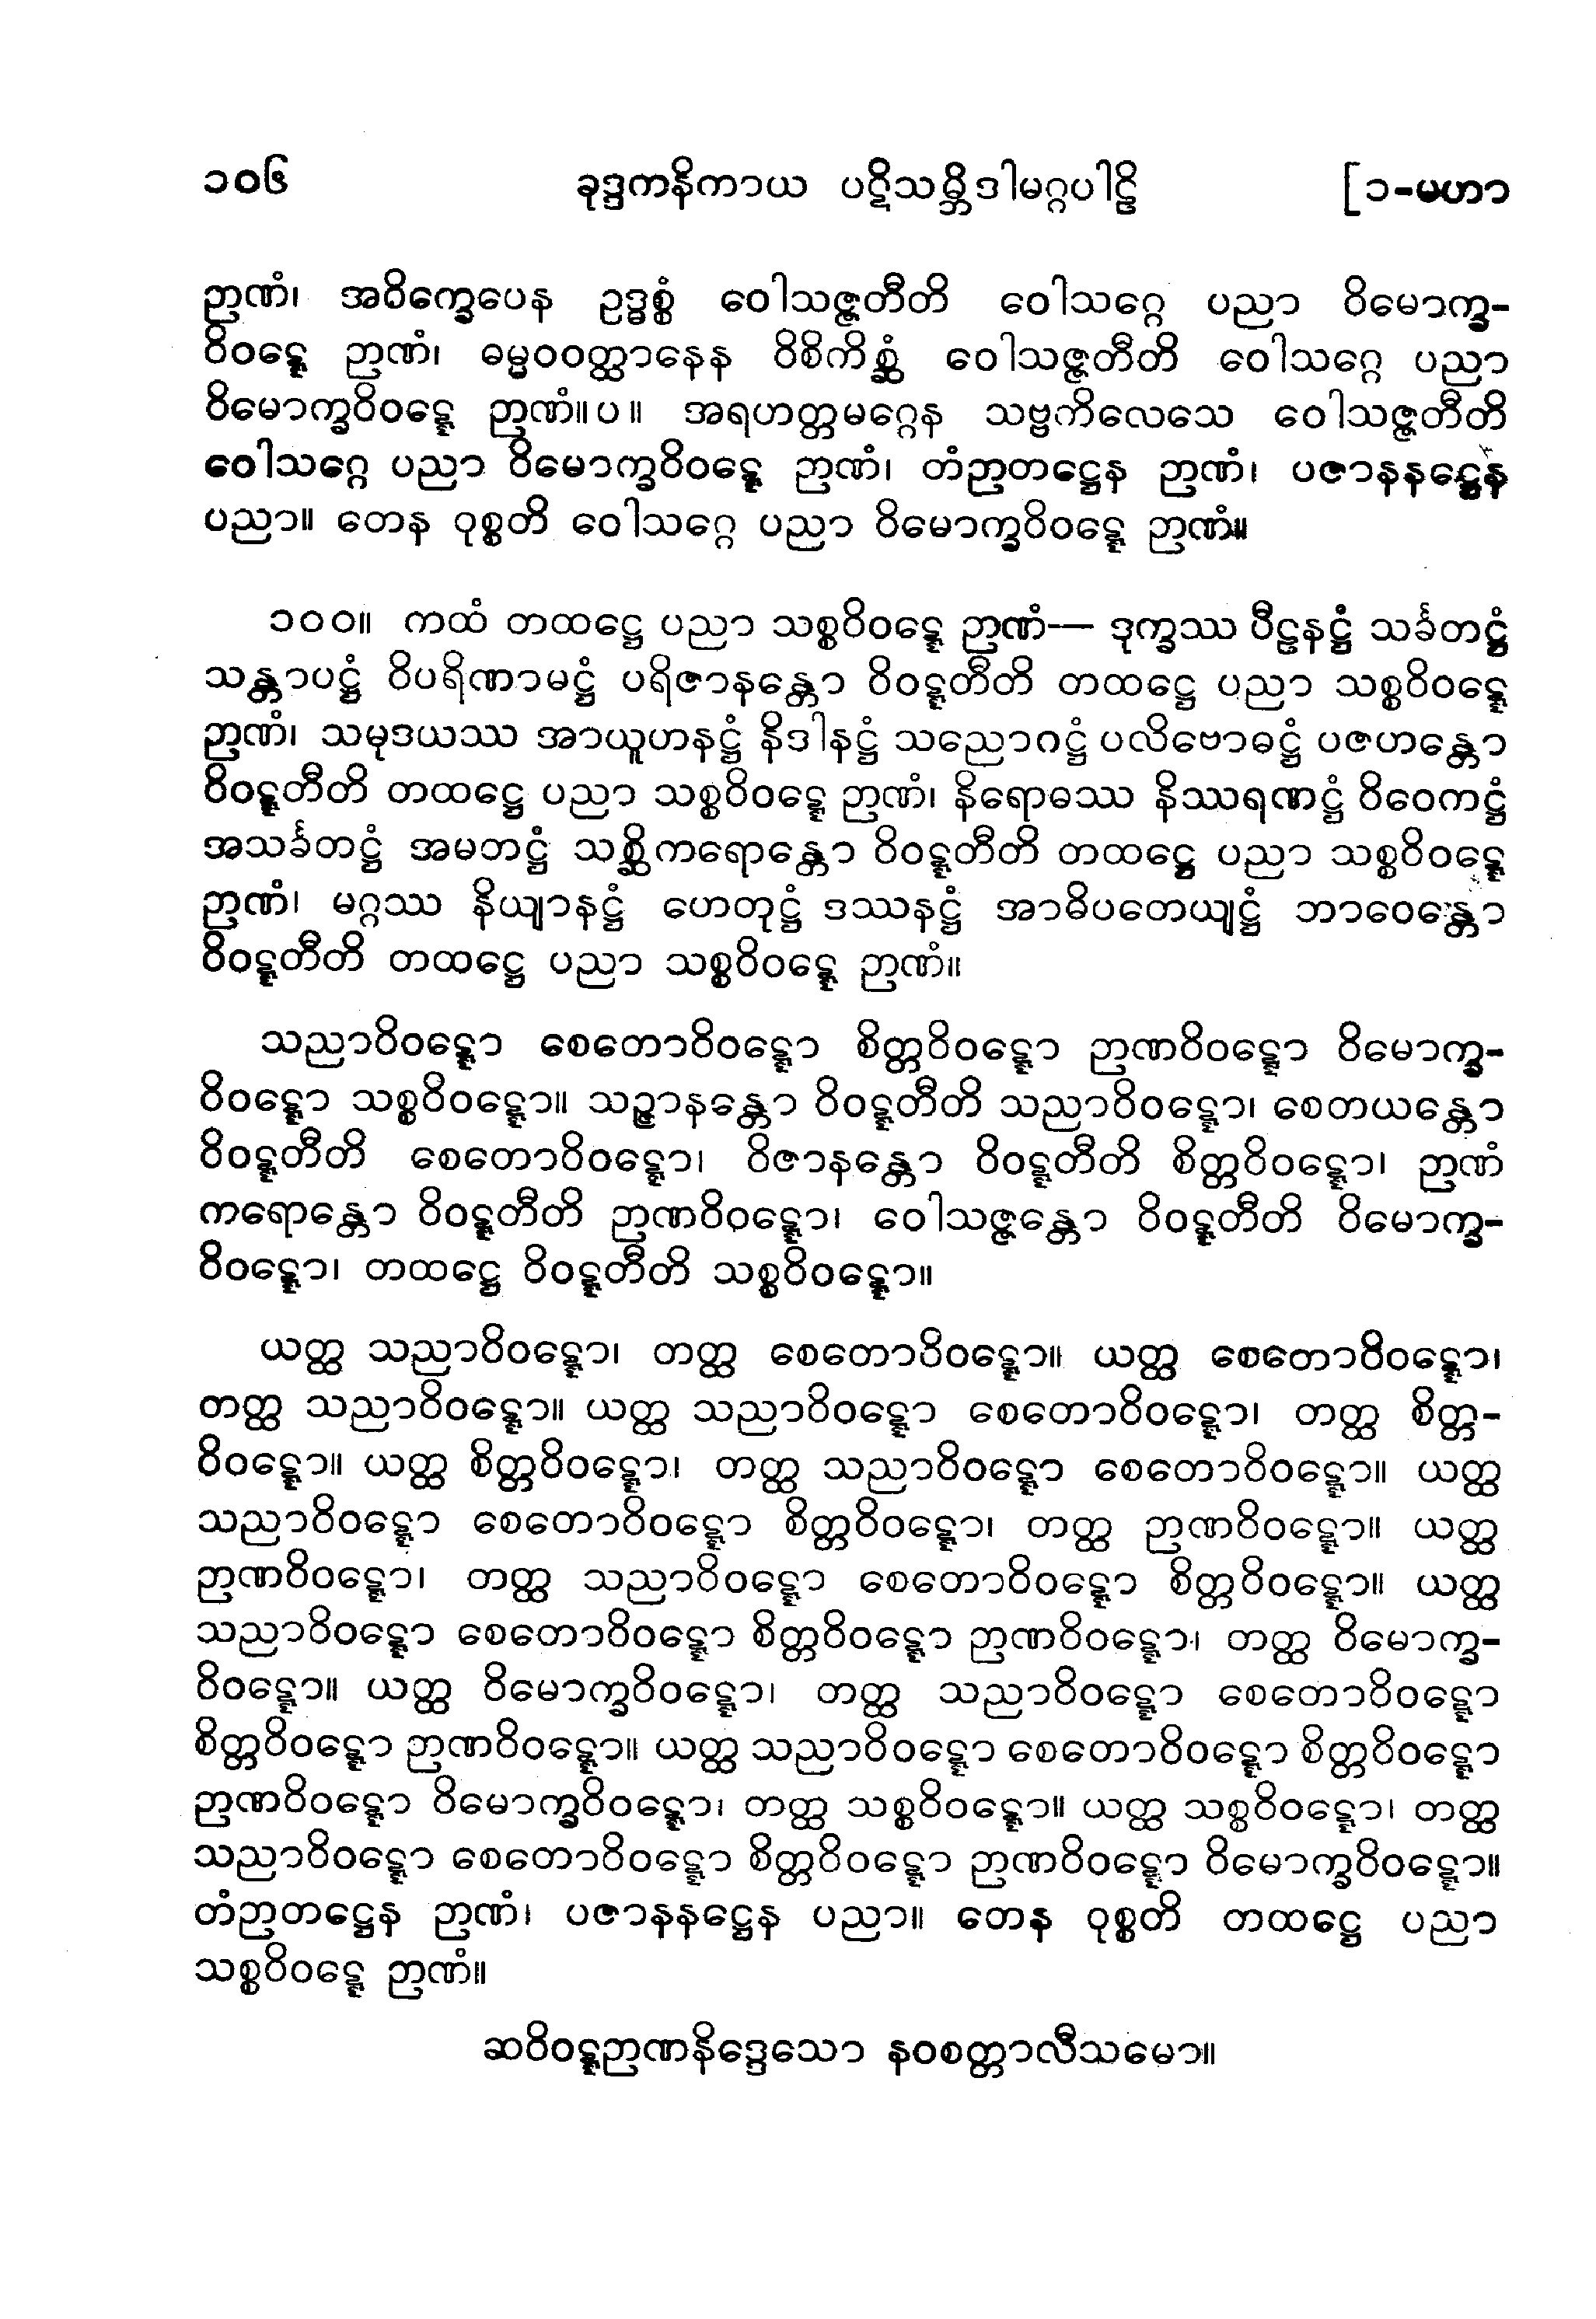 ၁၀၆ ခုဒ္ဒကနိကာယ ပဋိသမ္ဘိဒါမဂ္ဂပါဠိ [၁-မဟာ
ဉာဏံ၊ အဝိက္ခေပေန ဥဒ္ဓစ္စံ ဝေါသဇ္ဇတီတိ ဝေါသဂ္ဂေ ပညာ ဝိမောက္ခ-
ဝိဝဋ္ဋေ ဉာဏံ၊ ဓမ္မဝဝတ္ထာနေန ဝိစိကိစ္ဆံ ဝေါသဇ္ဇတီတိ ဝေါသဂ္ဂေ ပညာ
ဝိမောက္ခဝိဝဋ္ဋေ ဉာဏံ။ပ။ အရဟတ္တမဂ္ဂေန သဗ္ဗကိလေသေ ဝေါသဇ္ဇတီတိ
ဝေါသဂ္ဂေ ပညာ ဝိမောက္ခဝိဝဋ္ဋေ ဉာဏံ၊ တံဉာတဋ္ဌေန ဉာဏံ၊ ပဇာနနဋ္ဌေန
ပညာ။ တေန ဝုစ္စတိ ဝေါသဂ္ဂေ ပညာ ဝိမောက္ခဝိဝဋ္ဋေ ဉာဏံ။
၁၀၀။ ကထံ တထဋ္ဌေ ပညာ သစ္စဝိဝဋ္ဋေ ဉာဏံ— ဒုက္ခဿ ပီဠနဋ္ဌံ သင်္ခတဋ္ဌံ
သန္တာပဋ္ဌံ ဝိပရိဏာမဋ္ဌံ ပရိဇာနန္တော ဝိဝဋ္ဋတီတိ တထဋ္ဌေ ပညာ သစ္စဝိဝဋ္ဋေ
ဉာဏံ၊ သမုဒယဿ အာယူဟနဋ္ဌံ နိဒါနဋ္ဌံ သညောဂဋ္ဌံ ပလိဗောဓဋ္ဌံ ပဇဟန္တော
ဝိဝဋ္ဋတီတိ တထဋ္ဌေ ပညာ သစ္စဝိဝဋ္ဋေ ဉာဏံ၊ နိရောဓဿ နိဿရဏဋ္ဌံ ဝိဝေကဋ္ဌံ
အသင်္ခတဋ္ဌံ အမတဋ္ဌံ သစ္ဆိကရောန္တော ဝိဝဋ္ဋတီတိ တထဋ္ဌေ ပညာ သစ္စဝိဝဋ္ဋေ
ဉာဏံ၊ မဂ္ဂဿ နိယျာနဋ္ဌံ ဟေတုဋ္ဌံ ဒဿနဋ္ဌံ အာဓိပတေယျဋ္ဌံ ဘာဝေန္တော
ဝိဝဋ္ဋတီတိ တထဋ္ဌေ ပညာ သစ္စဝိဝဋ္ဋေ ဉာဏံ။
သညာဝိဝဋ္ဋော စေတောဝိဝဋ္ဋော စိတ္တဝိဝဋ္ဋော ဉာဏဝိဝဋ္ဋော ဝိမောက္ခ-
ဝိဝဋ္ဋော သစ္စဝိဝဋ္ဋော။ သဉ္ဇာနန္တော ဝိဝဋ္ဋတီတိ သညာဝိဝဋ္ဋော၊ စေတယန္တော
ဝိဝဋ္ဋတီတိ စေတောဝိဝဋ္ဋော၊ ဝိဇာနန္တော ဝိဝဋ္ဋတီတိ စိတ္တဝိဝဋ္ဋော၊ ဉာဏံ
ကရောန္တော ဝိဝဋ္ဋတီတိ ဉာဏဝိဝဋ္ဋော၊ ဝေါသဇ္ဇန္တော ဝိဝဋ္ဋတီတိ ဝိမောက္ခ-
ဝိဝဋ္ဋော၊ တထဋ္ဌေ ဝိဝဋ္ဋတီတိ သစ္စဝိဝဋ္ဋော။
ယတ္ထ သညာဝိဝဋ္ဋော၊ တတ္ထ စေတောဝိဝဋ္ဋော။ ယတ္ထ စေတောဝိဝဋ္ဋော၊
တတ္ထ သညာဝိဝဋ္ဋော။ ယတ္ထ သညာဝိဝဋ္ဋော စေတောဝိဝဋ္ဋော၊ တတ္ထ စိတ္တ-
ဝိဝဋ္ဋော။ ယတ္ထ စိတ္တဝိဝဋ္ဋော၊ တတ္ထ သညာဝိဝဋ္ဋော စေတောဝိဝဋ္ဋော။ ယတ္ထ
သညာဝိဝဋ္ဋော စေတောဝိဝဋ္ဋော စိတ္တဝိဝဋ္ဋော၊ တတ္ထ ဉာဏဝိဝဋ္ဋော။ ယတ္ထ
ဉာဏဝိဝဋ္ဋော၊ တတ္ထ သညာဝိဝဋ္ဋော စေတောဝိဝဋ္ဋော စိတ္တဝိဝဋ္ဋော။ ယတ္ထ
သညာဝိဝဋ္ဋော စေတောဝိဝဋ္ဋော စိတ္တဝိဝဋ္ဋော ဉာဏဝိဝဋ္ဋော၊ တတ္ထ ဝိမောက္ခ-
ဝိဝဋ္ဋော။ ယတ္ထ ဝိမောက္ခဝိဝဋ္ဋော၊ တတ္ထ သညာဝိဝဋ္ဋော စေတောဝိဝဋ္ဋော
စိတ္တဝိဝဋ္ဋော ဉာဏဝိဝဋ္ဋော။ ယတ္ထ သညာဝိဝဋ္ဋော စေတောဝိဝဋ္ဋော စိတ္တဝိဝဋ္ဋော
ဉာဏဝိဝဋ္ဋော ဝိမောက္ခဝိဝဋ္ဋော၊ တတ္ထ သစ္စဝိဝဋ္ဋော။ ယတ္ထ သစ္စဝိဝဋ္ဋော၊ တတ္ထ
သညာဝိဝဋ္ဋော စေတောဝိဝဋ္ဋော စိတ္တဝိဝဋ္ဋော ဉာဏဝိဝဋ္ဋော ဝိမောက္ခဝိဝဋ္ဋော။
တံဉာတဋ္ဌေန ဉာဏံ၊ ပဇာနနဋ္ဌေန ပညာ။ တေန ဝုစ္စတိ တထဋ္ဌေ ပညာ
သစ္စဝိဝဋ္ဋေ ဉာဏံ။
ဆဝိဝဋ္ဋဉာဏနိဒ္ဒေသော နဝစတ္တာလီသမော။